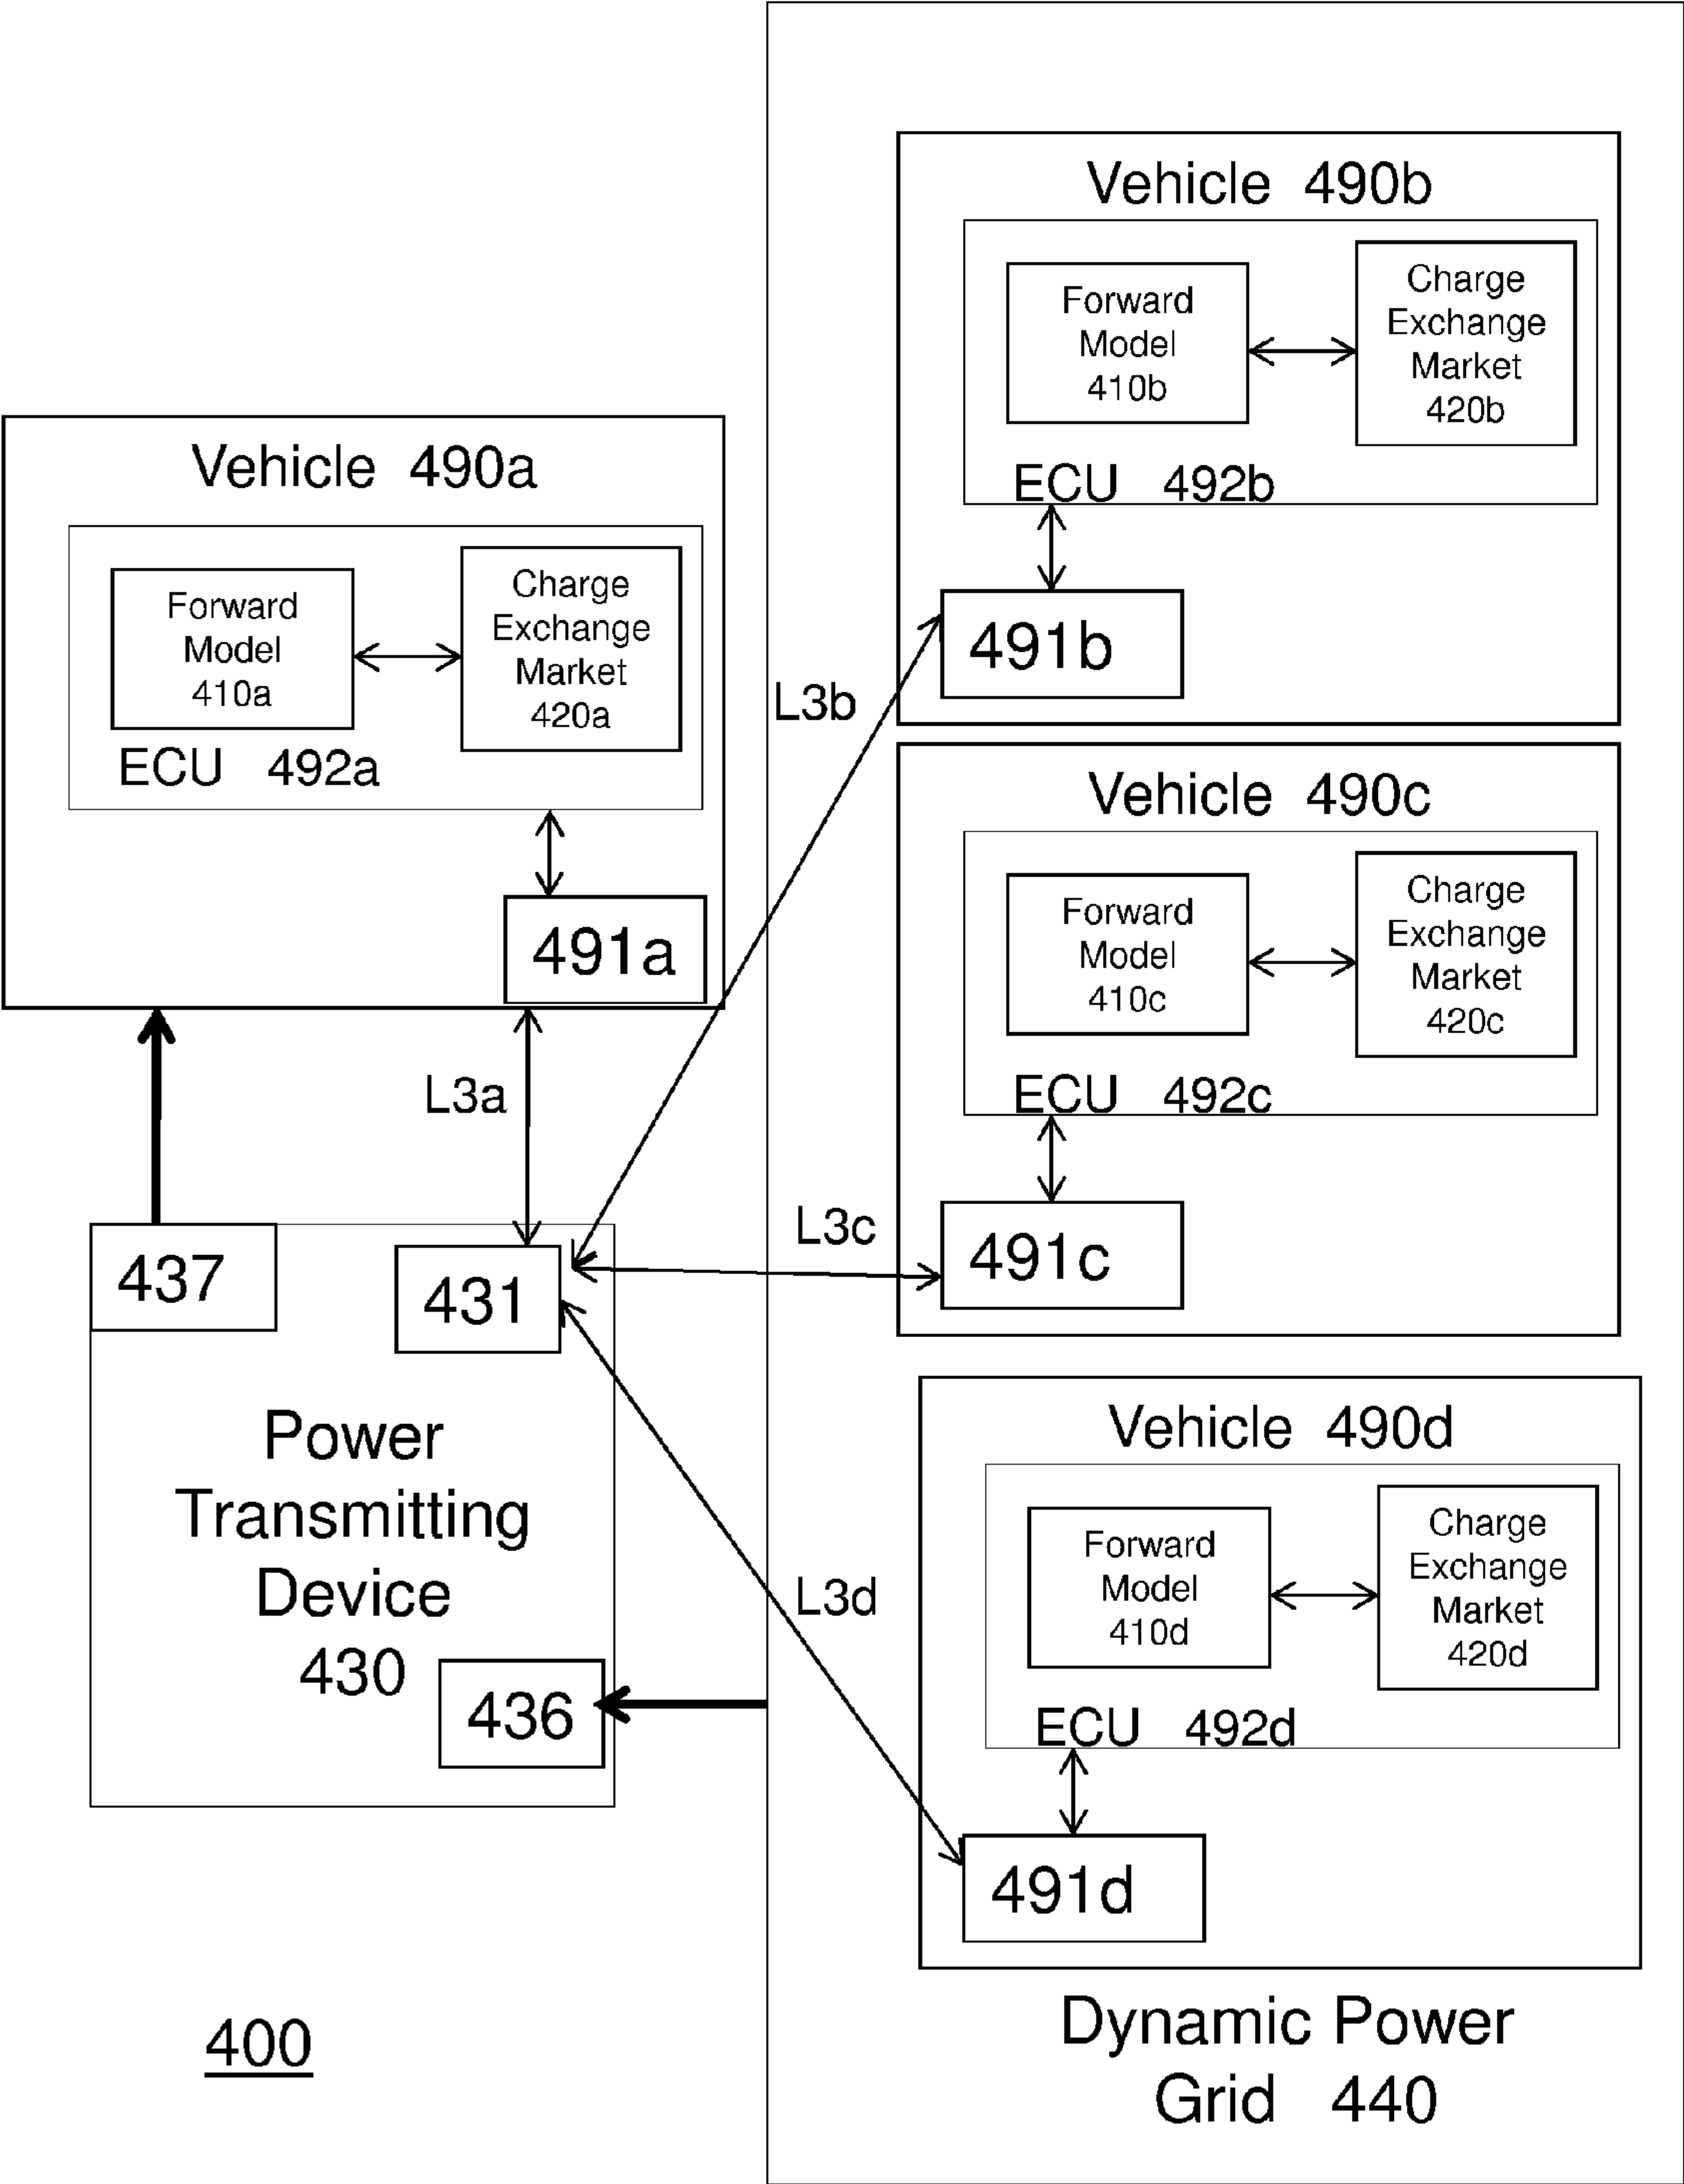 Vehicle 490b
Forward
Model
410b
Charge
Exchange
Market
420b
ECU 492b
491b
Vehicle 490a
Forward
Model
410a
Charge
Exchange
Market
420a
ECU 492a
491a
L3b
Vehicle 490c
Forward
Model
410c
Charge
Exchange
Market
420c
ECU 492c
491c
L3a
L3c
437
431
Power
Transmitting
Device
430
436
L3d
Vehicle 490d
Forward
Model
410d
Charge
Exchange
Market
420d
ECU 492d
491d
400
Dynamic Power
Grid 440